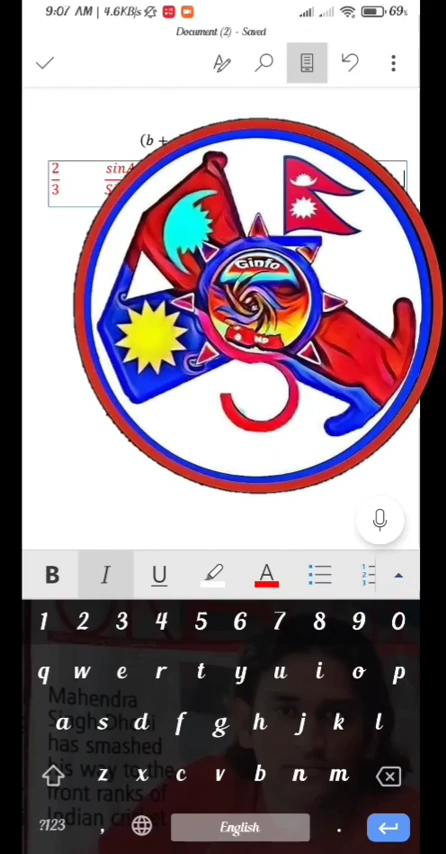 9:07 AM | 4.6KB/s
69%
Document (2) - Saved
(b +
2
3
sin
Ginfo
B I U A
1 2 3 4 5 6 7 8 9 0
q w e r t y u i o p
a s d f g h j k l
z x c v b n m
?123 , English .
Mahendra
Singh Dhoni
has smashed
his way to the
front ranks of
Indian cricket